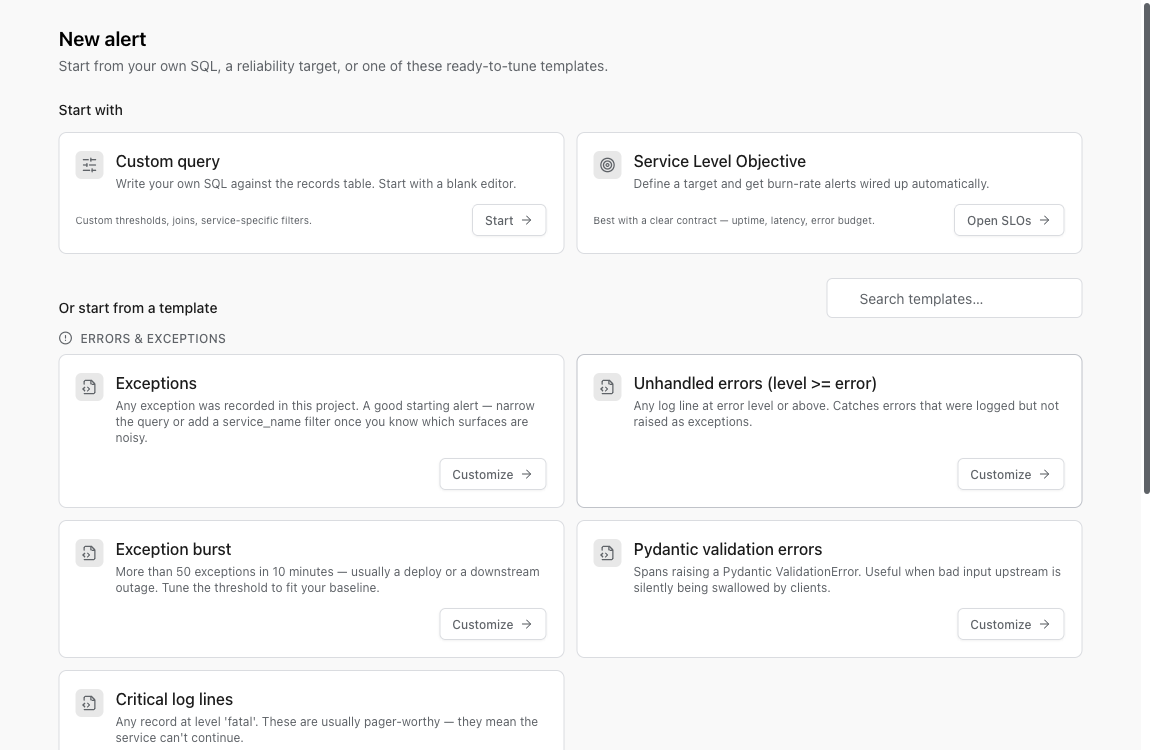 New alert
Start from your own SQL, a reliability target, or one of these ready-to-tune templates.
Start with
Custom query
Write your own SQL against the records table. Start with a blank editor.
Custom thresholds, joins, service-specific filters.
Start
Service Level Objective
Define a target and get burn-rate alerts wired up automatically.
Best with a clear contract — uptime, latency, error budget.
Open SLOs
Or start from a template
Search templates...
ERRORS & EXCEPTIONS
Exceptions
Any exception was recorded in this project. A good starting alert — narrow
the query or add a service_name filter once you know which surfaces are
noisy.
Customize
Unhandled errors (level >= error)
Any log line at error level or above. Catches errors that were logged but not
raised as exceptions.
Customize
Exception burst
More than 50 exceptions in 10 minutes — usually a deploy or a downstream
outage. Tune the threshold to fit your baseline.
Customize
Pydantic validation errors
Spans raising a Pydantic ValidationError. Useful when bad input upstream is
silently being swallowed by clients.
Customize
Critical log lines
Any record at level 'fatal'. These are usually pager-worthy — they mean the
service can't continue.